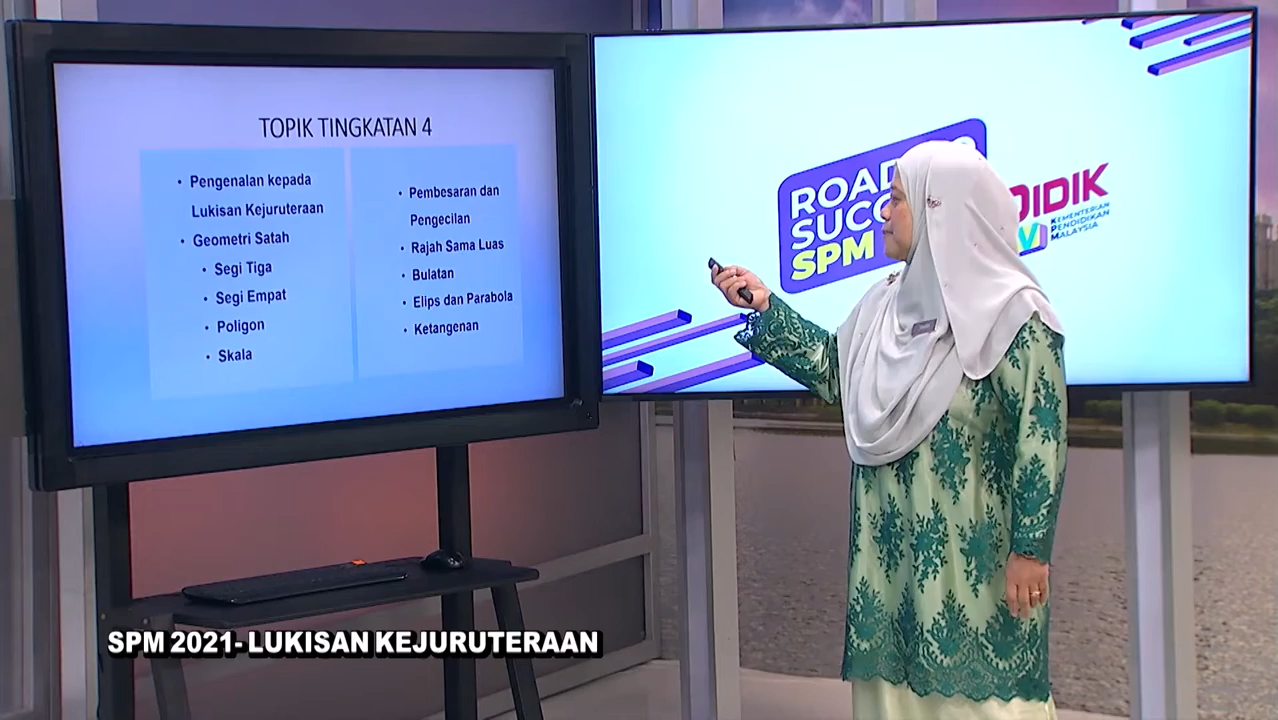 TOPIK TINGKATAN 4
• Pengenalan kepada
Lukisan Kejuruteraan
• Geometri Satah
• Segi Tiga
• Segi Empat
• Poligon
• Skala
• Pembesaran dan
Pengecilan
• Rajah Sama Luas
• Bulatan
• Elips dan Parabola
• Ketangenan
SPM
KEMENTERIAN
PENDIDIKAN
MALAYSIA
SPM 2021- LUKISAN KEJURUTERAAN